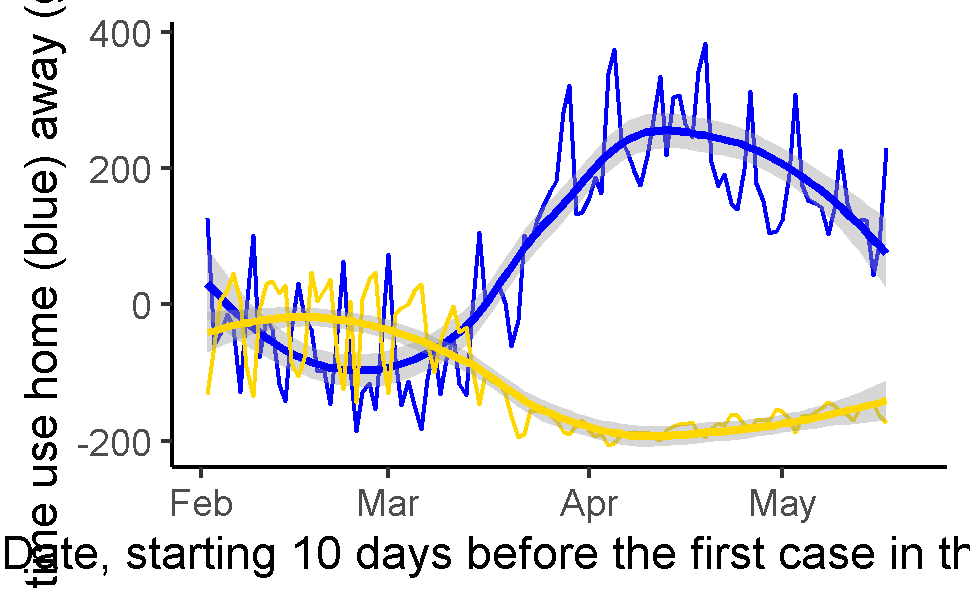 time use home (blue) away (
400
200
0
-200
Feb Mar Apr May
Date, starting 10 days before the first case in th